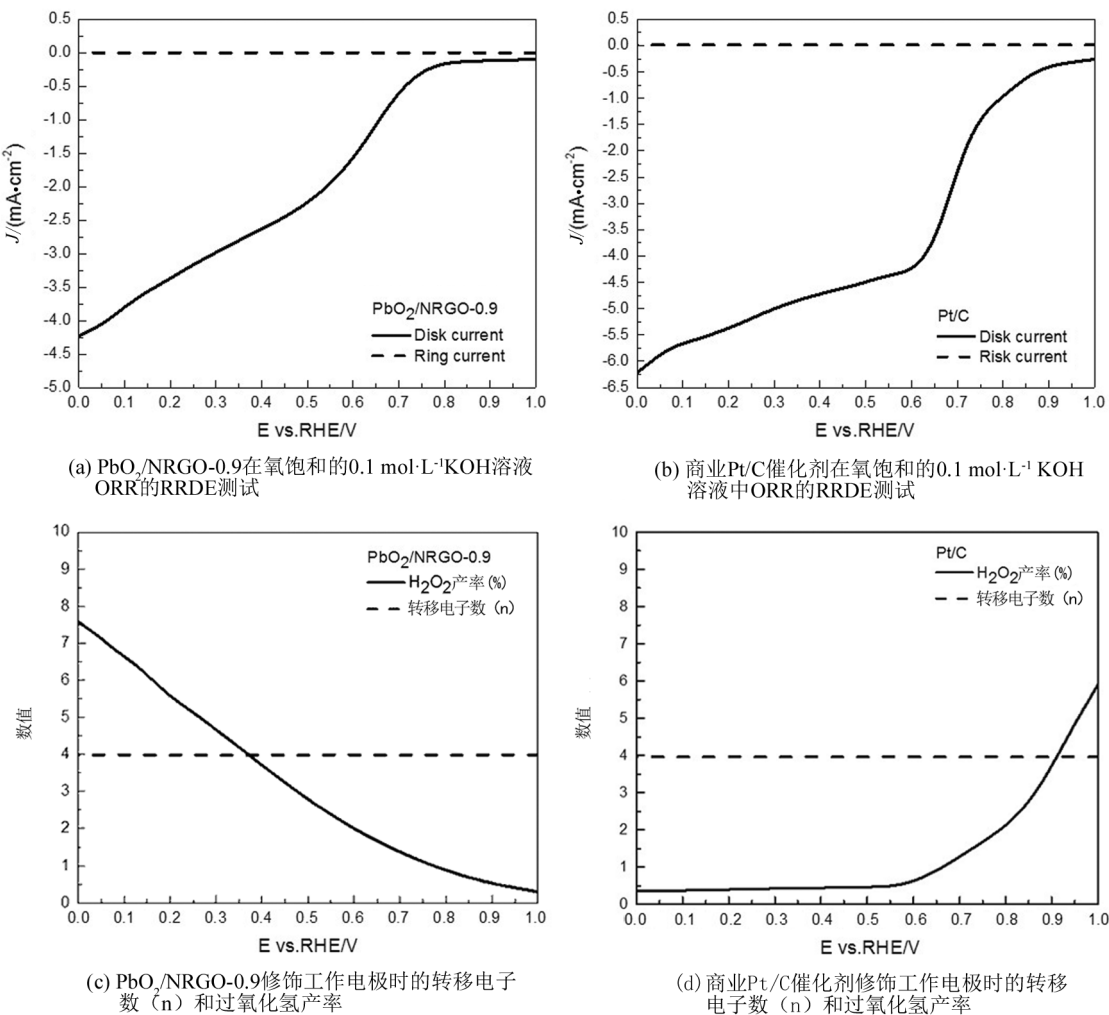 0.5
0.0
-0.5
-1.0
-1.5
-2.0
-2.5
-3.0
-3.5
-4.0
-4.5
-5.0
J/(mA•cm-2)
PbO2/NRGO-0.9
Disk current
Ring current
0.0 0.1 0.2 0.3 0.4 0.5 0.6 0.7 0.8 0.9 1.0
E vs.RHE/V
(a) PbO2/NRGO-0.9在氧饱和的0.1 mol·L-1KOH溶液
ORR的RRDE测试
0.5
0.0
-0.5
-1.0
-1.5
-2.0
-2.5
-3.0
-3.5
-4.0
-4.5
-5.0
-5.5
-6.0
-6.5
J/(mA•cm-2)
Pt/C
Disk current
Risk current
0.0 0.1 0.2 0.3 0.4 0.5 0.6 0.7 0.8 0.9 1.0
E vs.RHE/V
(b) 商业Pt/C催化剂在氧饱和的0.1 mol·L-1 KOH
溶液中ORR的RRDE测试
10
9
8
7
6
5
4
3
2
1
0
数值
PbO2/NRGO-0.9
H2O2产率(%)
转移电子数（n）
0.0 0.1 0.2 0.3 0.4 0.5 0.6 0.7 0.8 0.9 1.0
E vs.RHE/V
(c) PbO2/NRGO-0.9修饰工作电极时的转移电子
数（n）和过氧化氢产率
10
9
8
7
6
5
4
3
2
1
0
数值
Pt/C
H2O2产率(%)
转移电子数（n）
0.0 0.1 0.2 0.3 0.4 0.5 0.6 0.7 0.8 0.9 1.0
E vs.RHE/V
(d)商业Pt/C催化剂修饰工作电极时的转移
电子数（n）和过氧化氢产率